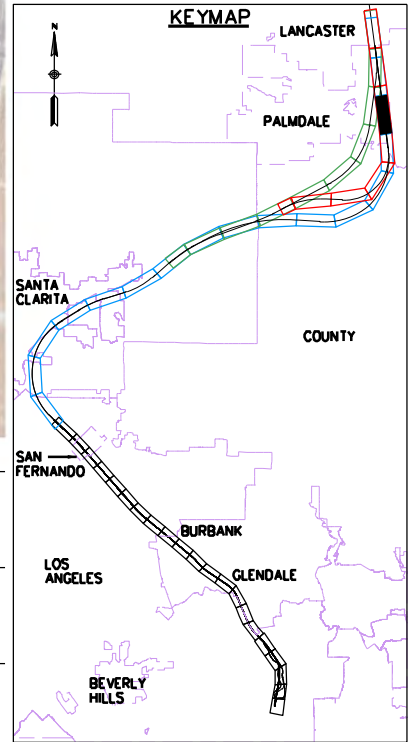 KEYMAP
LANCASTER
PALMDALE
SANTA
CLARITA
COUNTY
SAN
FERNANDO
BURBANK
LOS
ANGELES
GLENDALE
BEVERLY
HILLS